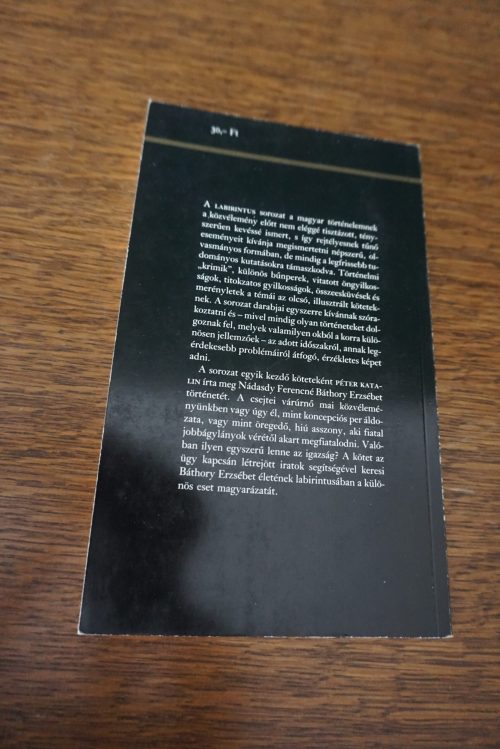 30,– Ft
A LABIRINTUS sorozat a magyar történelemnek
a közvélemény előtt nem eléggé tisztázott, tény-
szerűen kevéssé ismert, s így rejtélyesnek tűnő
eseményeit kívánja megismertetni népszerű, ol-
vasmányos formában, de mindig a legfrissebb tu-
dományos kutatásokra támaszkodva. Történelmi
„krimik”, különös bűnperek, vitatott öngyilkos-
ságok, titokzatos gyilkosságok, összeesküvések és
merényletek a témái az olcsó, illusztrált kötetek-
nek. A sorozat darabjai egyszerre kívánnak szóra-
koztatni és – mivel mindig olyan történeteket dol-
goznak fel, melyek valamilyen okból a korra külö-
nösen jellemzőek – az adott időszakról, annak leg-
érdekesebb problémáiról átfogó, érzékletes képet
adni.
A sorozat egyik kezdő köteteként PÉTER KATA-
LIN írta meg Nádasdy Ferencné Báthory Erzsébet
történetét. A csejtei várúrnő mai közvélemé-
nyünkben vagy úgy él, mint koncepciós per áldo-
zata, vagy mint öregedő, hiú asszony, aki fiatal
jobbágylányok vérétől akart megfiatalodni. Való-
ban ilyen egyszerű lenne az igazság? A kötet az
ügy kapcsán létrejött iratok segítségével keresi
Báthory Erzsébet életének labirintusában a külö-
nös eset magyarázatát.